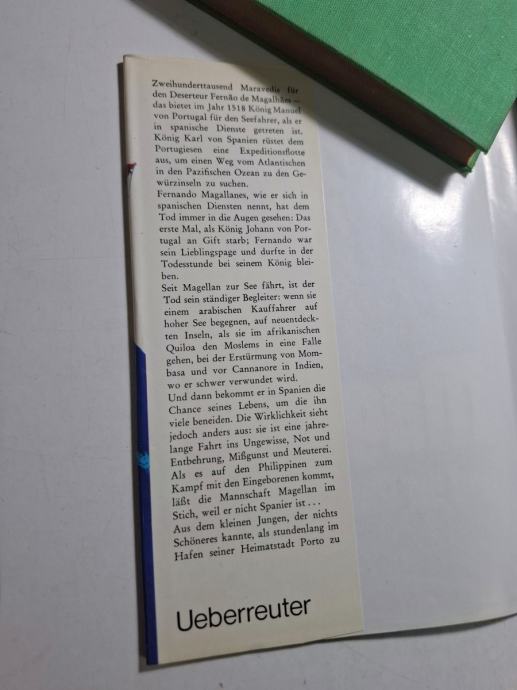 Zweihunderttausend Maravedis für
den Deserteur Fernão de Magalhães —
das bietet im Jahr 1518 König Manuel
von Portugal für den Seefahrer, als er
in spanische Dienste getreten ist.
König Karl von Spanien rüstet dem
Portugiesen eine Expeditionsflotte
aus, um einen Weg vom Atlantischen
in den Pazifischen Ozean zu den Ge-
würzinseln zu suchen.
Fernando Magallanes, wie er sich in
spanischen Diensten nennt, hat dem
Tod immer in die Augen gesehen: Das
erste Mal, als König Johann von Por-
tugal an Gift starb; Fernando war
sein Lieblingspage und durfte in der
Todesstunde bei seinem König blei-
ben.
Seit Magellan zur See fährt, ist der
Tod sein ständiger Begleiter: wenn sie
einem arabischen Kauffahrer auf
hoher See begegnen, auf neuentdeck-
ten Inseln, als sie im afrikanischen
Quiloa den Moslems in eine Falle
gehen, bei der Erstürmung von Mom-
basa und vor Cannanore in Indien,
wo er schwer verwundet wird.
Und dann bekommt er in Spanien die
Chance seines Lebens, um die ihn
viele beneiden. Die Wirklichkeit sieht
jedoch anders aus: sie ist eine jahre-
lange Fahrt ins Ungewisse, Not und
Entbehrung, Mißgunst und Meuterei.
Als es auf den Philippinen zum
Kampf mit den Eingeborenen kommt,
läßt die Mannschaft Magellan im
Stich, weil er nicht Spanier ist . . .
Aus dem kleinen Jungen, der nichts
Schöneres kannte, als stundenlang im
Hafen seiner Heimatstadt Porto zu
Ueberreuter